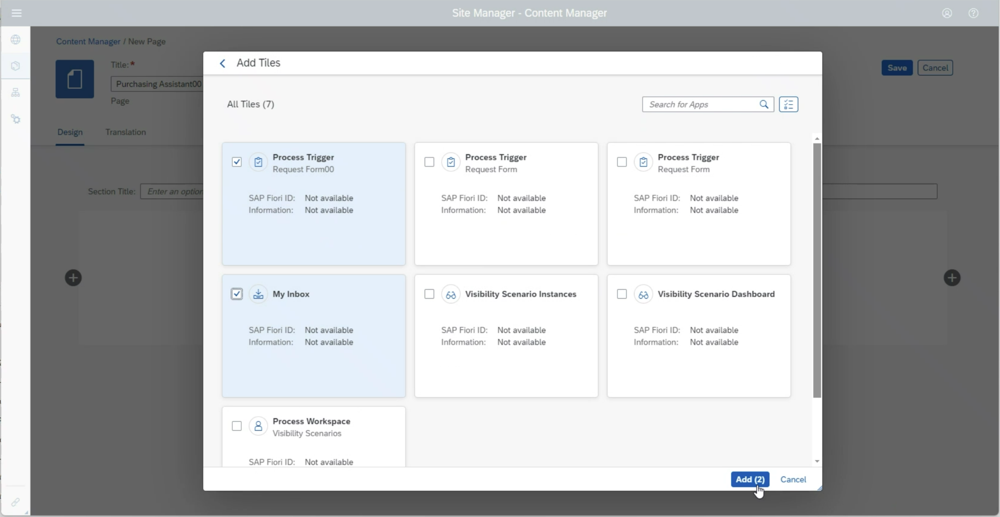 Site Manager - Content Manager
Content Manager / New Page
Title:*
Purchasing Assistant00
Page
Save
Cancel
Design
Translation
Section Title:
Enter an option
Add Tiles
All Tiles (7)
Search for Apps
Process Trigger
Request Form00
SAP Fiori ID: Not available
Information: Not available
Process Trigger
Request Form
SAP Fiori ID: Not available
Information: Not available
Process Trigger
Request Form
SAP Fiori ID: Not available
Information: Not available
My Inbox
SAP Fiori ID: Not available
Information: Not available
Visibility Scenario Instances
SAP Fiori ID: Not available
Information: Not available
Visibility Scenario Dashboard
SAP Fiori ID: Not available
Information: Not available
Process Workspace
Visibility Scenarios
SAP Fiori ID: Not available
Add (2)
Cancel